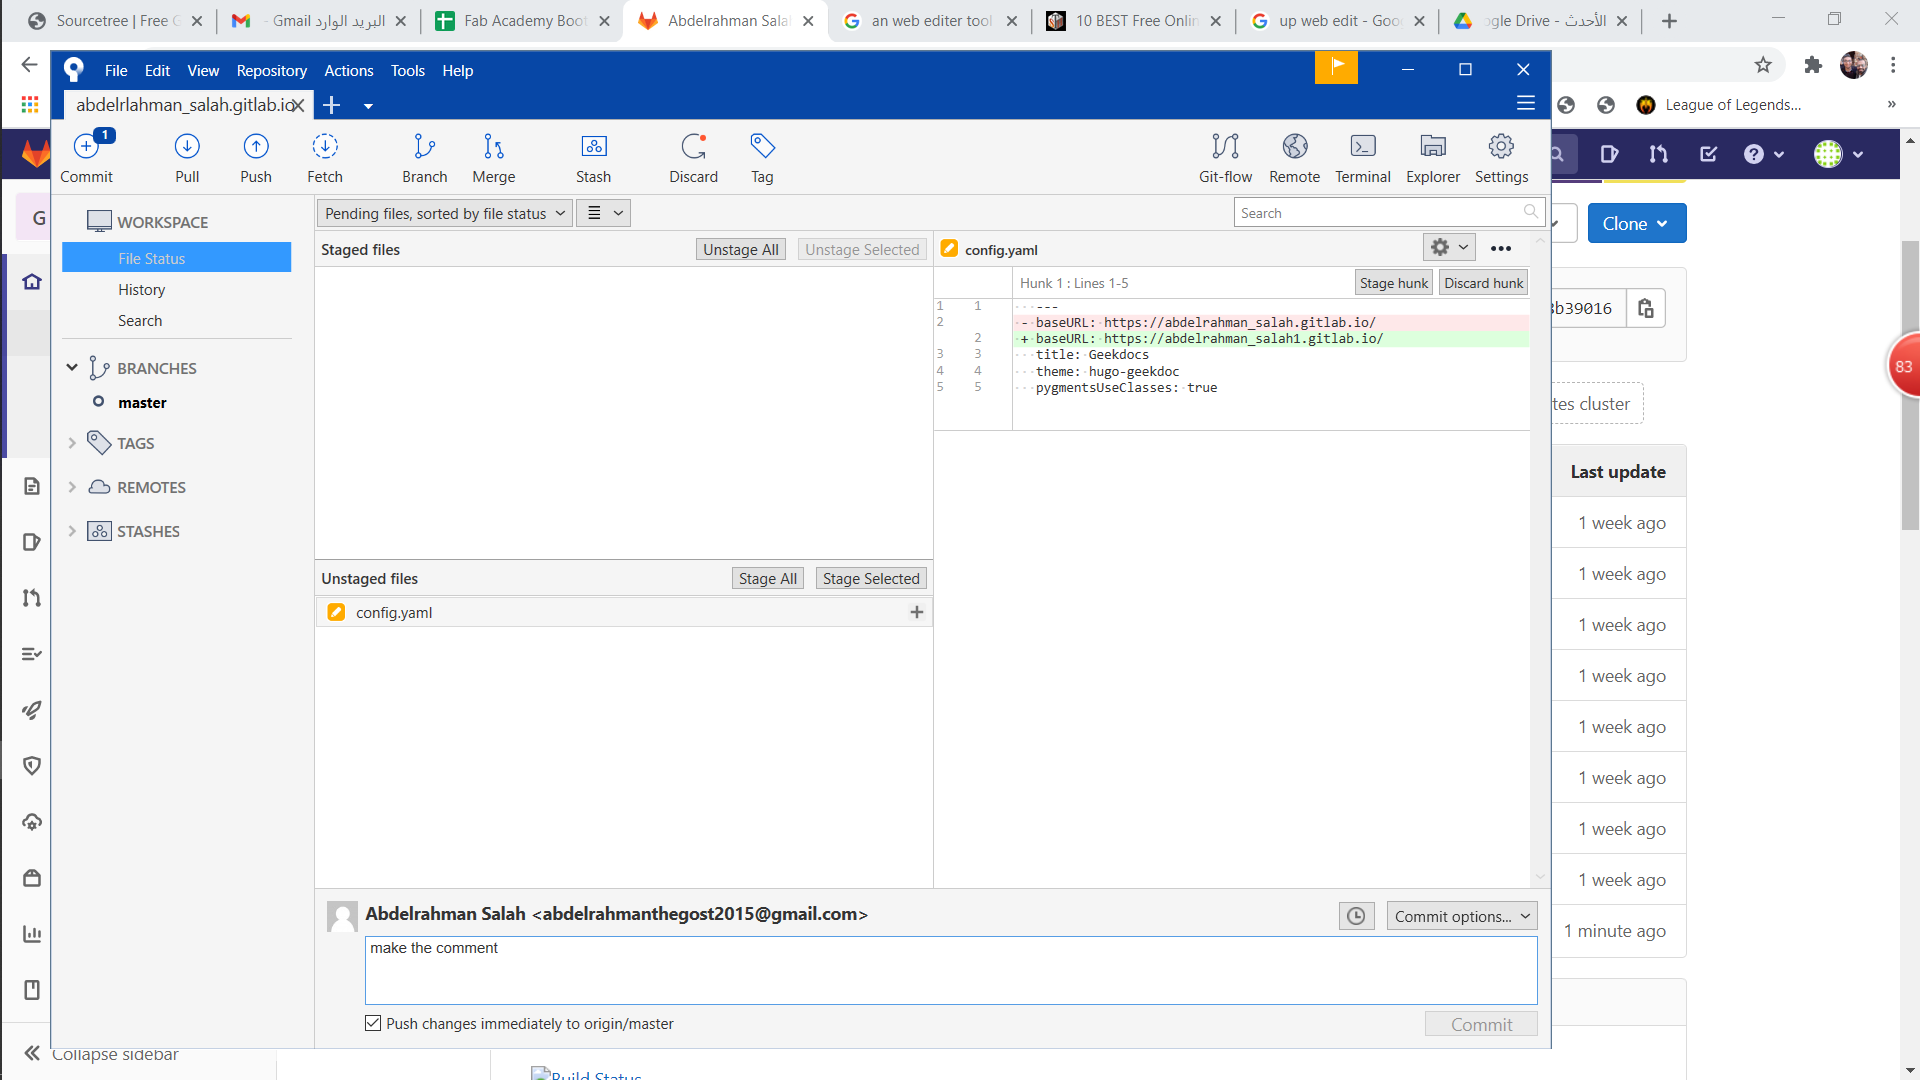 Sourcetree | Free G
- Gmail البريد الوارد
Fab Academy Boot
Abdelrahman Sala
an web editer tool
10 BEST Free Onlin
up web edit - Goo
ogle Drive - الأحدث
File Edit View Repository Actions Tools Help
abdelrlahman_salah.gitlab.io
League of Legends...
»
1
Commit Pull Push Fetch Branch Merge Stash Discard Tag Git-flow Remote Terminal Explorer Settings
G
WORKSPACE
File Status
History
Search
BRANCHES
master
TAGS
REMOTES
STASHES
Pending files, sorted by file status
Search
Clone
Staged files Unstage All Unstage Selected
config.yaml
Hunk 1 : Lines 1-5 Stage hunk Discard hunk
1 1 ---
2 - baseURL: https://abdelrahman_salah.gitlab.io/
2 + baseURL: https://abdelrahman_salah1.gitlab.io/
3 3 title: Geekdocs
4 4 theme: hugo-geekdoc
5 5 pygmentsUseClasses: true
b39016
83
tes cluster
Last update
1 week ago
1 week ago
1 week ago
1 week ago
1 week ago
1 week ago
1 week ago
1 week ago
1 minute ago
Unstaged files Stage All Stage Selected
config.yaml
Abdelrahman Salah <abdelrahmanthegost2015@gmail.com>
Commit options...
make the comment
Push changes immediately to origin/master
Commit
Collapse sidebar
Build Status